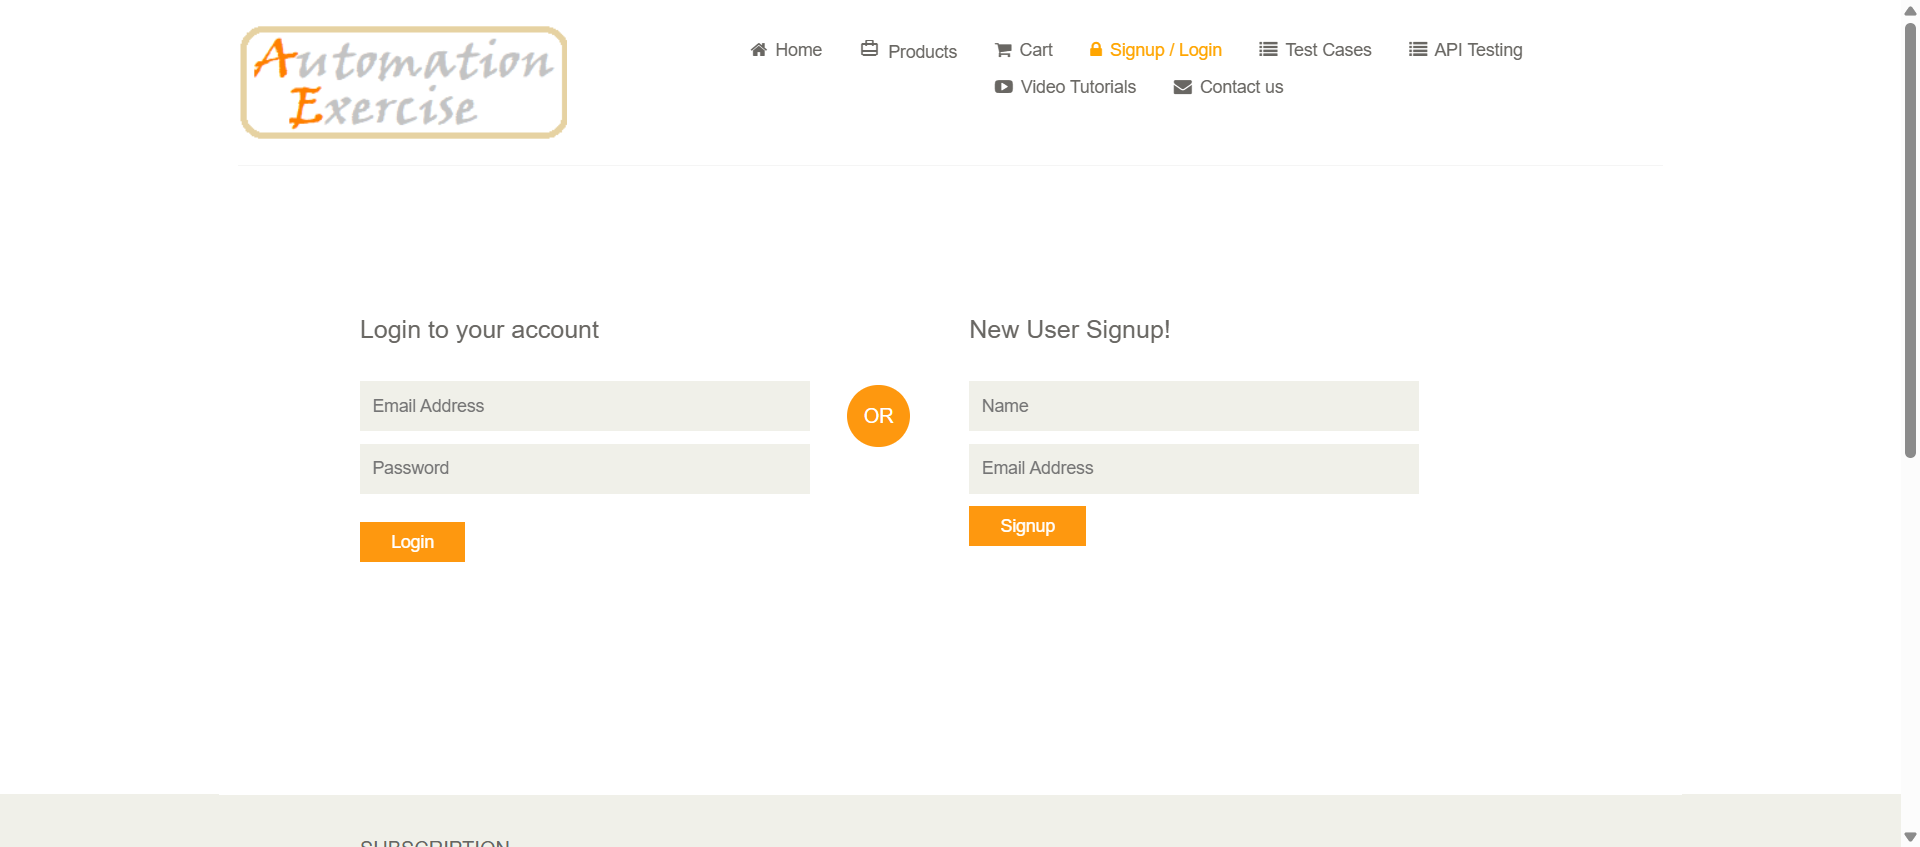 Automation
Exercise
Home Products Cart Signup / Login Test Cases API Testing
Video Tutorials Contact us
Login to your account
Email Address
Password
Login
OR
New User Signup!
Name
Email Address
Signup
SUBSCRIPTION